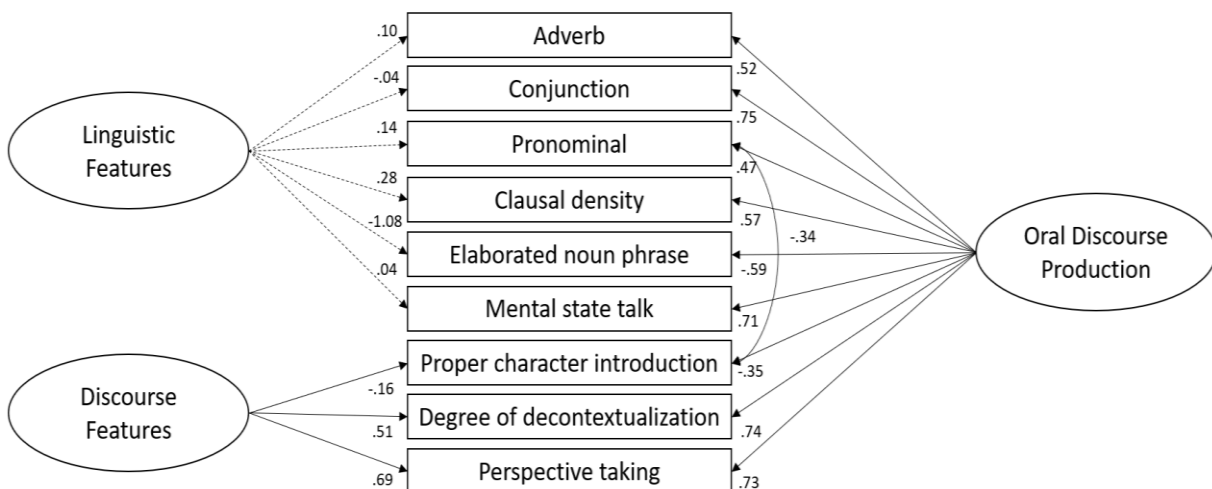 .10
Adverb
.52
-.04
Conjunction
.75
.14
Pronominal
.47
Linguistic
Features
.28
Clausal density
.57
-1.08
Elaborated noun phrase
-.59
-.34
Oral Discourse
Production
.04
Mental state talk
.71
Proper character introduction
-.35
-.16
Discourse
Features
Degree of decontextualization
.51
.74
Perspective taking
.69
.73